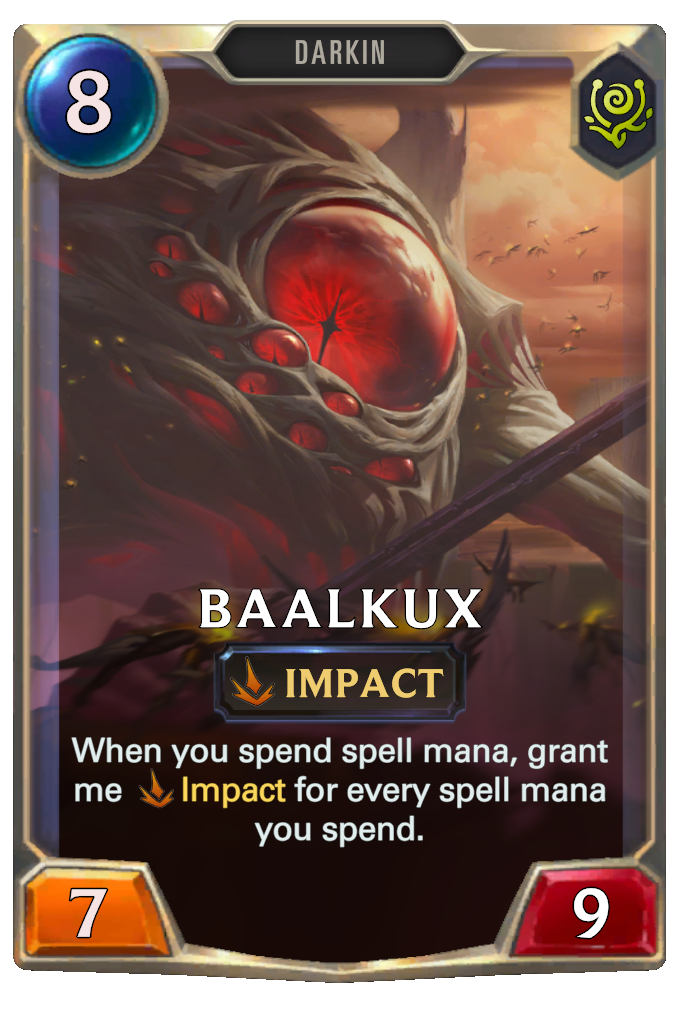 DARKIN
8
BAALKUX
IMPACT
When you spend spell mana, grant
me Impact for every spell mana
you spend.
7
9